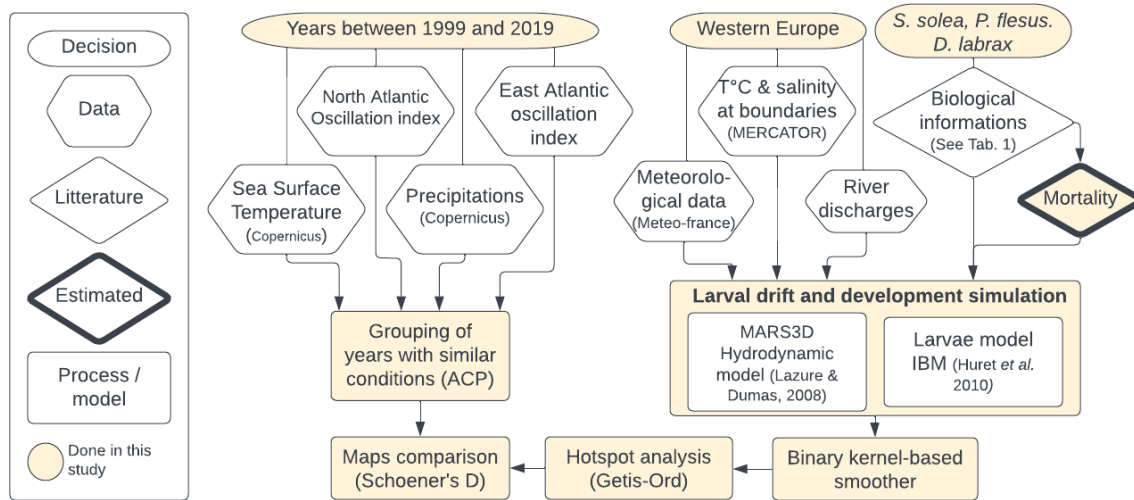 Decision
Data
Litterature
Estimated
Process /
model
Done in this
study
Years between 1999 and 2019
North Atlantic
Oscillation index
East Atlantic
oscillation
index
Sea Surface
Temperature
(Copernicus)
Precipitations
(Copernicus)
Grouping of
years with similar
conditions (ACP)
Western Europe
T°C & salinity
at boundaries
(MERCATOR)
Meteorolo-
gical data
(Meteo-france)
River
discharges
S. solea, P. flesus.
D. labrax
Biological
informations
(See Tab. 1)
Mortality
Larval drift and development simulation
MARS3D
Hydrodynamic
model (Lazure &
Dumas, 2008)
Larvae model
IBM (Huret et al.
2010)
Maps comparison
(Schoener's D)
Hotspot analysis
(Getis-Ord)
Binary kernel-based
smoother